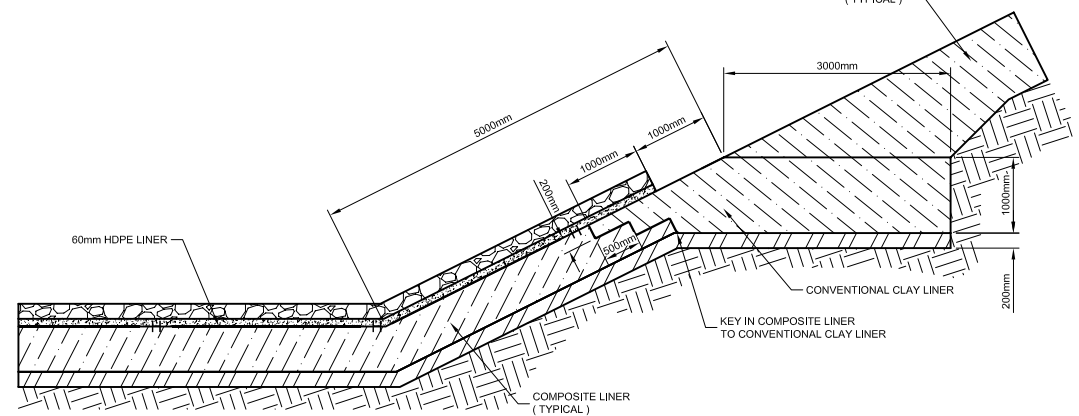 ( TYPICAL )
3000mm
5000mm
1000mm
1000mm
200mm
1000mm
60mm HDPE LINER
500mm
CONVENTIONAL CLAY LINER
200mm
KEY IN COMPOSITE LINER
TO CONVENTIONAL CLAY LINER
COMPOSITE LINER
( TYPICAL )